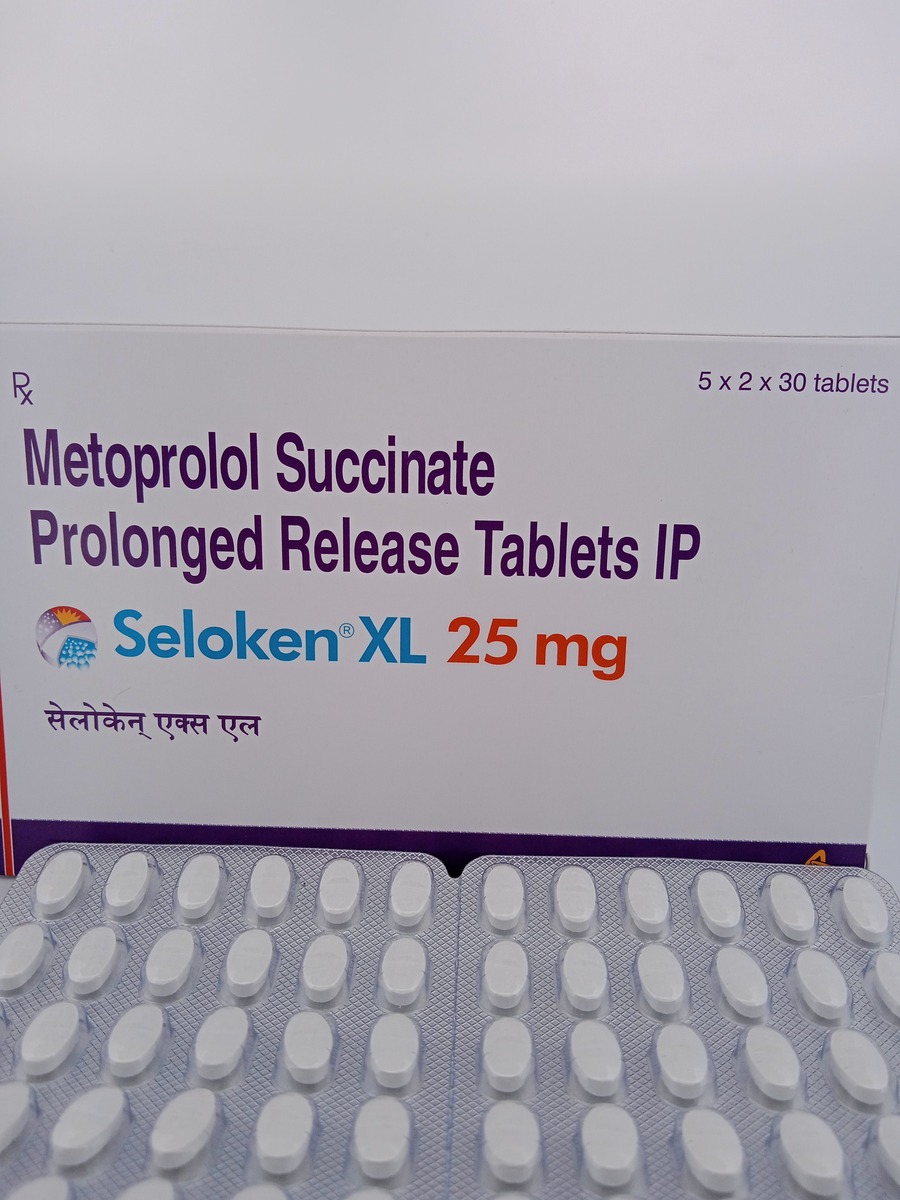 Rx
5 x 2 x 30 tablets
Metoprolol Succinate
Prolonged Release Tablets IP
Seloken® XL 25 mg
सेलोकेन् एक्स एल